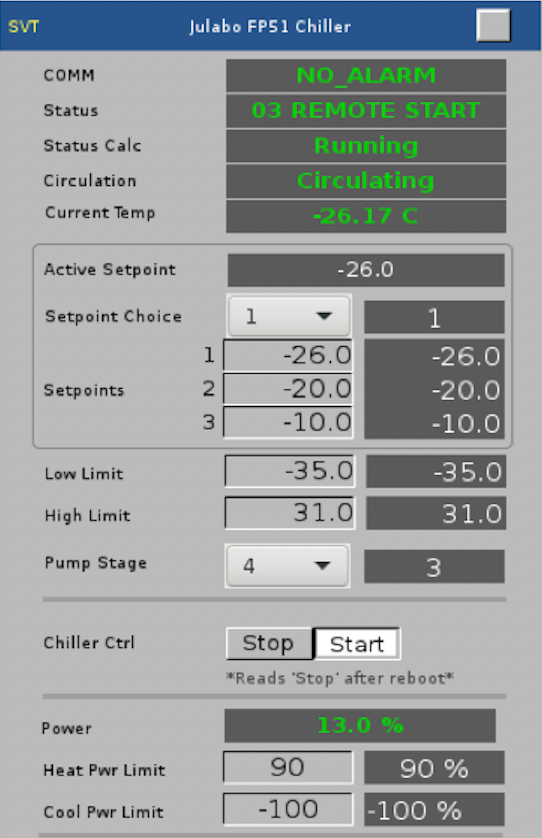 SVT Julabo FP51 Chiller
COMM NO_ALARM
Status 03 REMOTE START
Status Calc Running
Circulation Circulating
Current Temp -26.17 C
Active Setpoint -26.0
Setpoint Choice 1 1
1 -26.0 -26.0
Setpoints 2 -20.0 -20.0
3 -10.0 -10.0
Low Limit -35.0 -35.0
High Limit 31.0 31.0
Pump Stage 4 3
Chiller Ctrl Stop Start
*Reads 'Stop' after reboot*
Power 13.0 %
Heat Pwr Limit 90 90 %
Cool Pwr Limit -100 -100 %